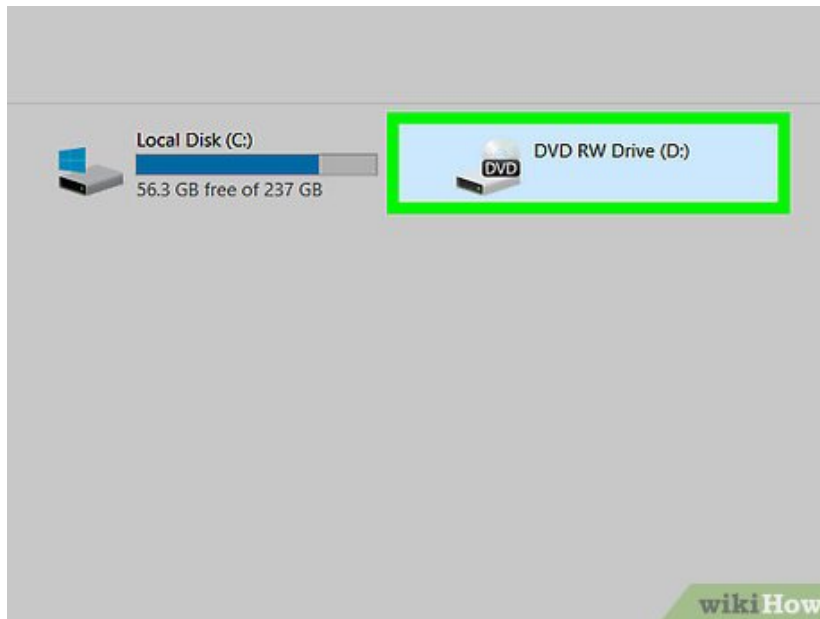 Local Disk (C:)
56.3 GB free of 237 GB
DVD RW Drive (D:)
DVD
wikiHow